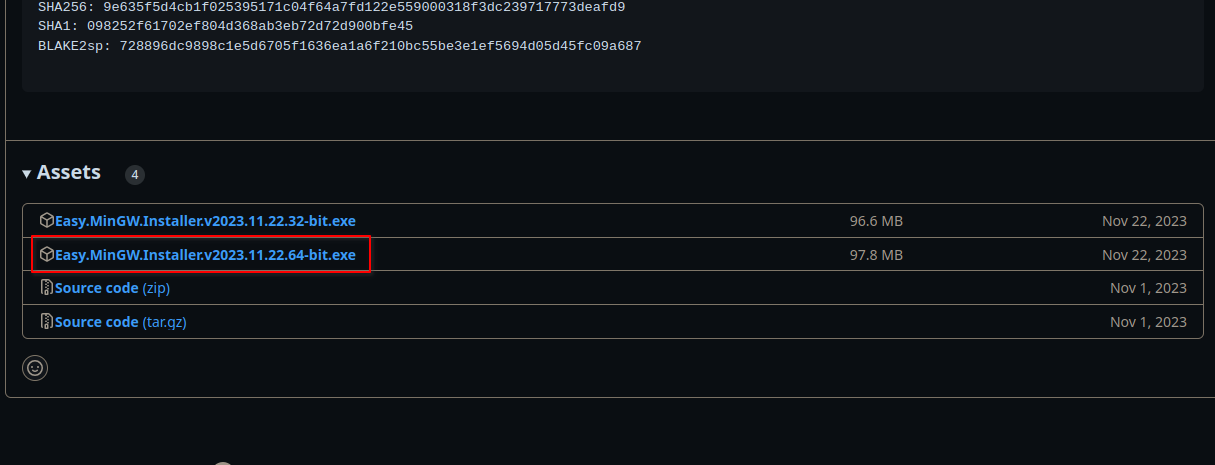 SHA256: 9e635f5d4cb1f025395171c04f64a7fd122e559000318f3dc239717773deafd9
SHA1: 098252f61702ef804d368ab3eb72d72d900bfe45
BLAKE2sp: 728896dc9898c1e5d6705f1636ea1a6f210bc55be3e1ef5694d05d45fc09a687
Assets 4
Easy.MinGW.Installer.v2023.11.22.32-bit.exe 96.6 MB Nov 22, 2023
Easy.MinGW.Installer.v2023.11.22.64-bit.exe 97.8 MB Nov 22, 2023
Source code (zip) Nov 1, 2023
Source code (tar.gz) Nov 1, 2023